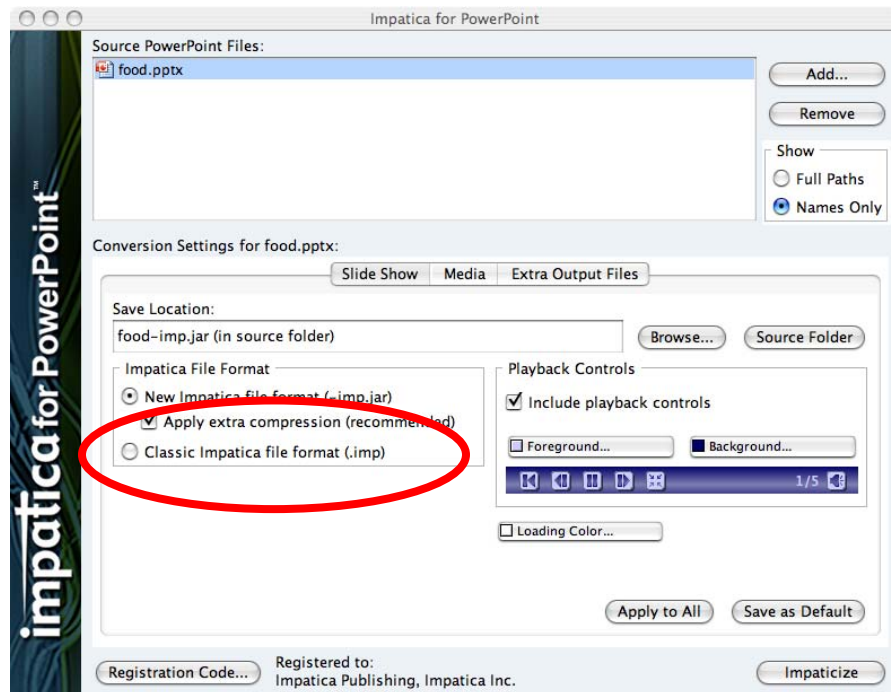 Impatica for PowerPoint
Source PowerPoint Files:
food.pptx
Add...
Remove
Show
Full Paths
Names Only
impatica for PowerPoint™
Conversion Settings for food.pptx:
Slide Show Media Extra Output Files
Save Location:
food-imp.jar (in source folder)
Browse... Source Folder
Impatica File Format
New Impatica file format (-imp.jar)
Apply extra compression (recommended)
Classic Impatica file format (.imp)
Playback Controls
Include playback controls
Foreground... Background...
1/5
Loading Color...
Apply to All Save as Default
Registration Code...
Registered to:
Impatica Publishing, Impatica Inc.
Impaticize